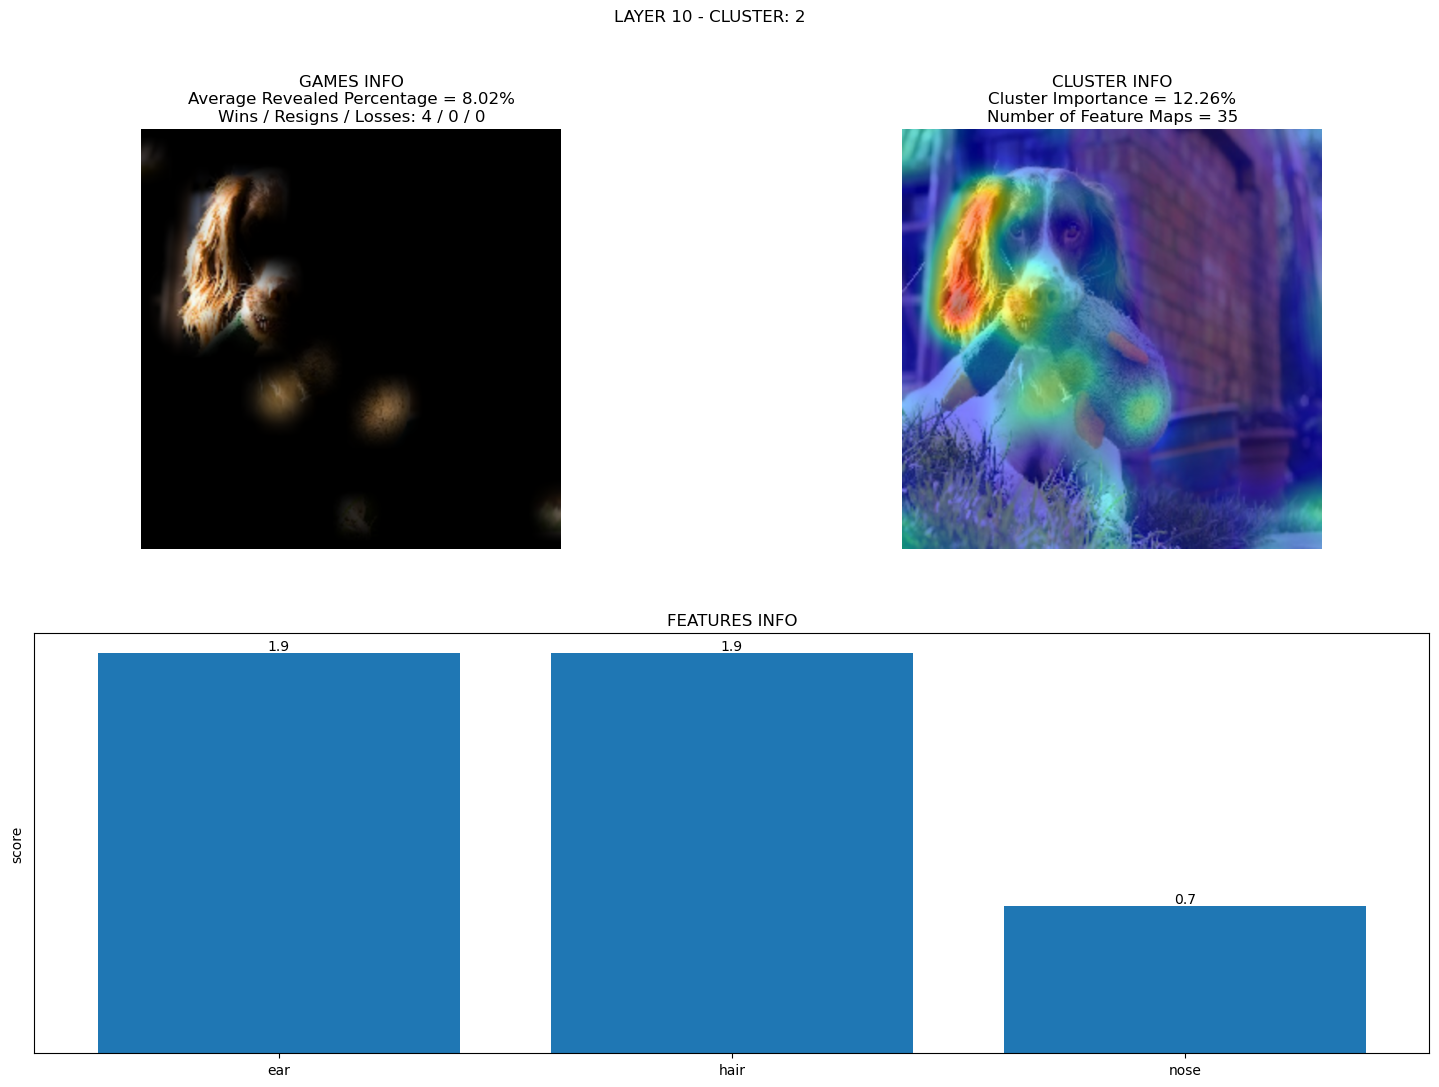 LAYER 10 - CLUSTER: 2
GAMES INFO
Average Revealed Percentage = 8.02%
Wins / Resigns / Losses: 4 / 0 / 0
CLUSTER INFO
Cluster Importance = 12.26%
Number of Feature Maps = 35
FEATURES INFO
score
1.9
1.9
0.7
ear
hair
nose